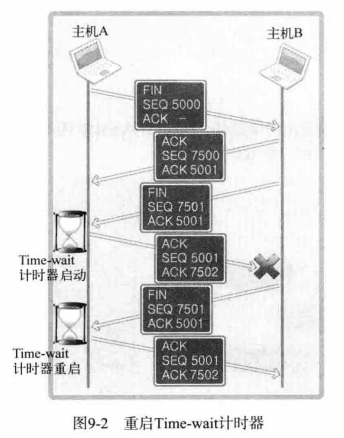 主机A
主机B
FIN
SEQ 5000
ACK －
ACK
SEQ 7500
ACK 5001
FIN
SEQ 7501
ACK 5001
Time-wait
计时器启动
ACK
SEQ 5001
ACK 7502
FIN
SEQ 7501
ACK 5001
Time-wait
计时器重启
ACK
SEQ 5001
ACK 7502
图9-2 重启Time-wait计时器